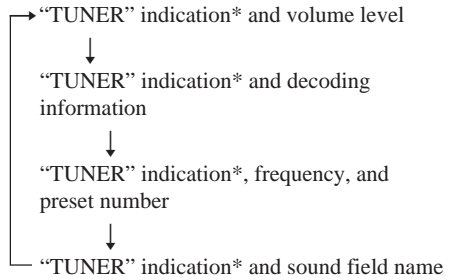 “TUNER” indication* and volume level
“TUNER” indication* and decoding
information
“TUNER” indication*, frequency, and
preset number
“TUNER” indication* and sound field name